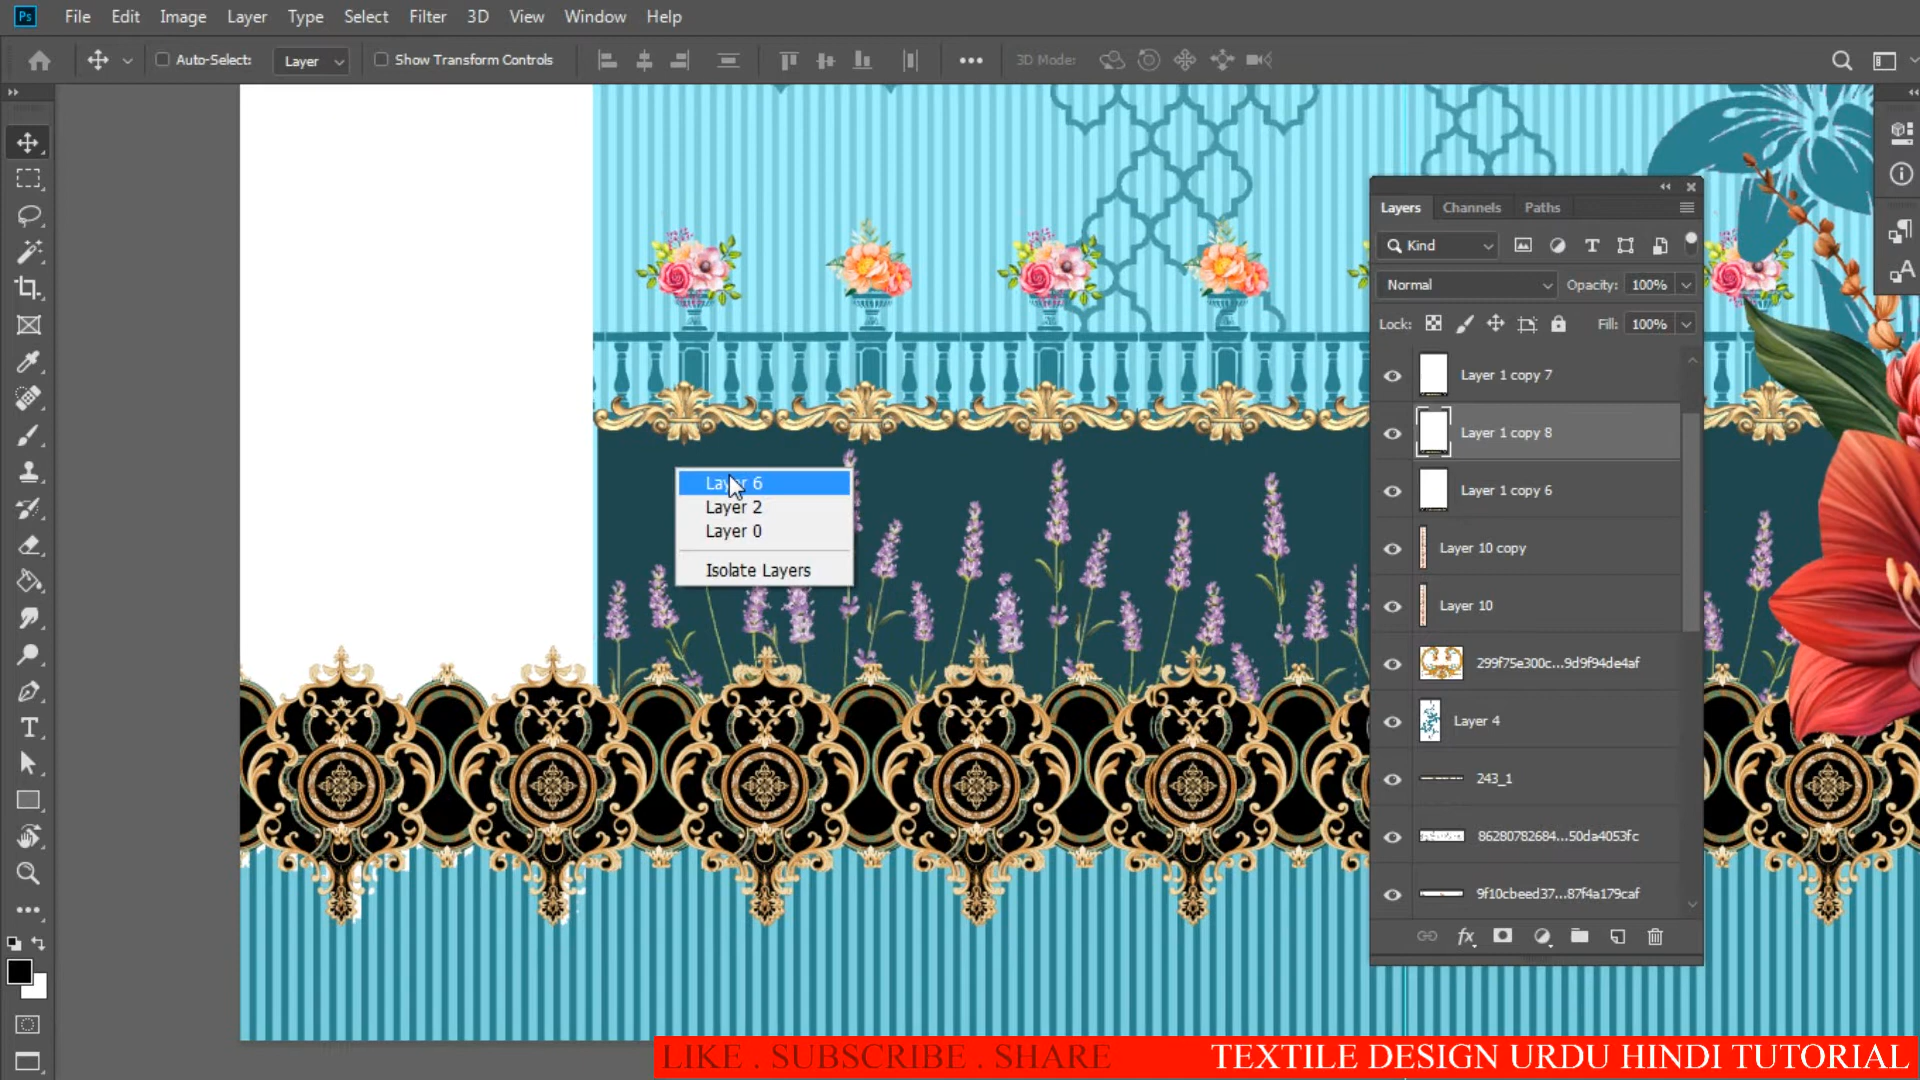 Ps File Edit Image Layer Type Select Filter 3D View Window Help
Auto-Select: Layer Show Transform Controls 3D Mode:
Layers Channels Paths
Kind
Normal Opacity: 100%
Lock: Fill: 100%
Layer 1 copy 7
Layer 1 copy 8
Layer 1 copy 6
Layer 10 copy
Layer 10
299f75e300c...9d9f94de4af
Layer 4
243_1
86280782684...50da4053fc
9f10cbeed37...87f4a179caf
fx
Layer 6
Layer 2
Layer 0
Isolate Layers
LIKE . SUBSCRIBE . SHARE TEXTILE DESIGN URDU HINDI TUTORIAL